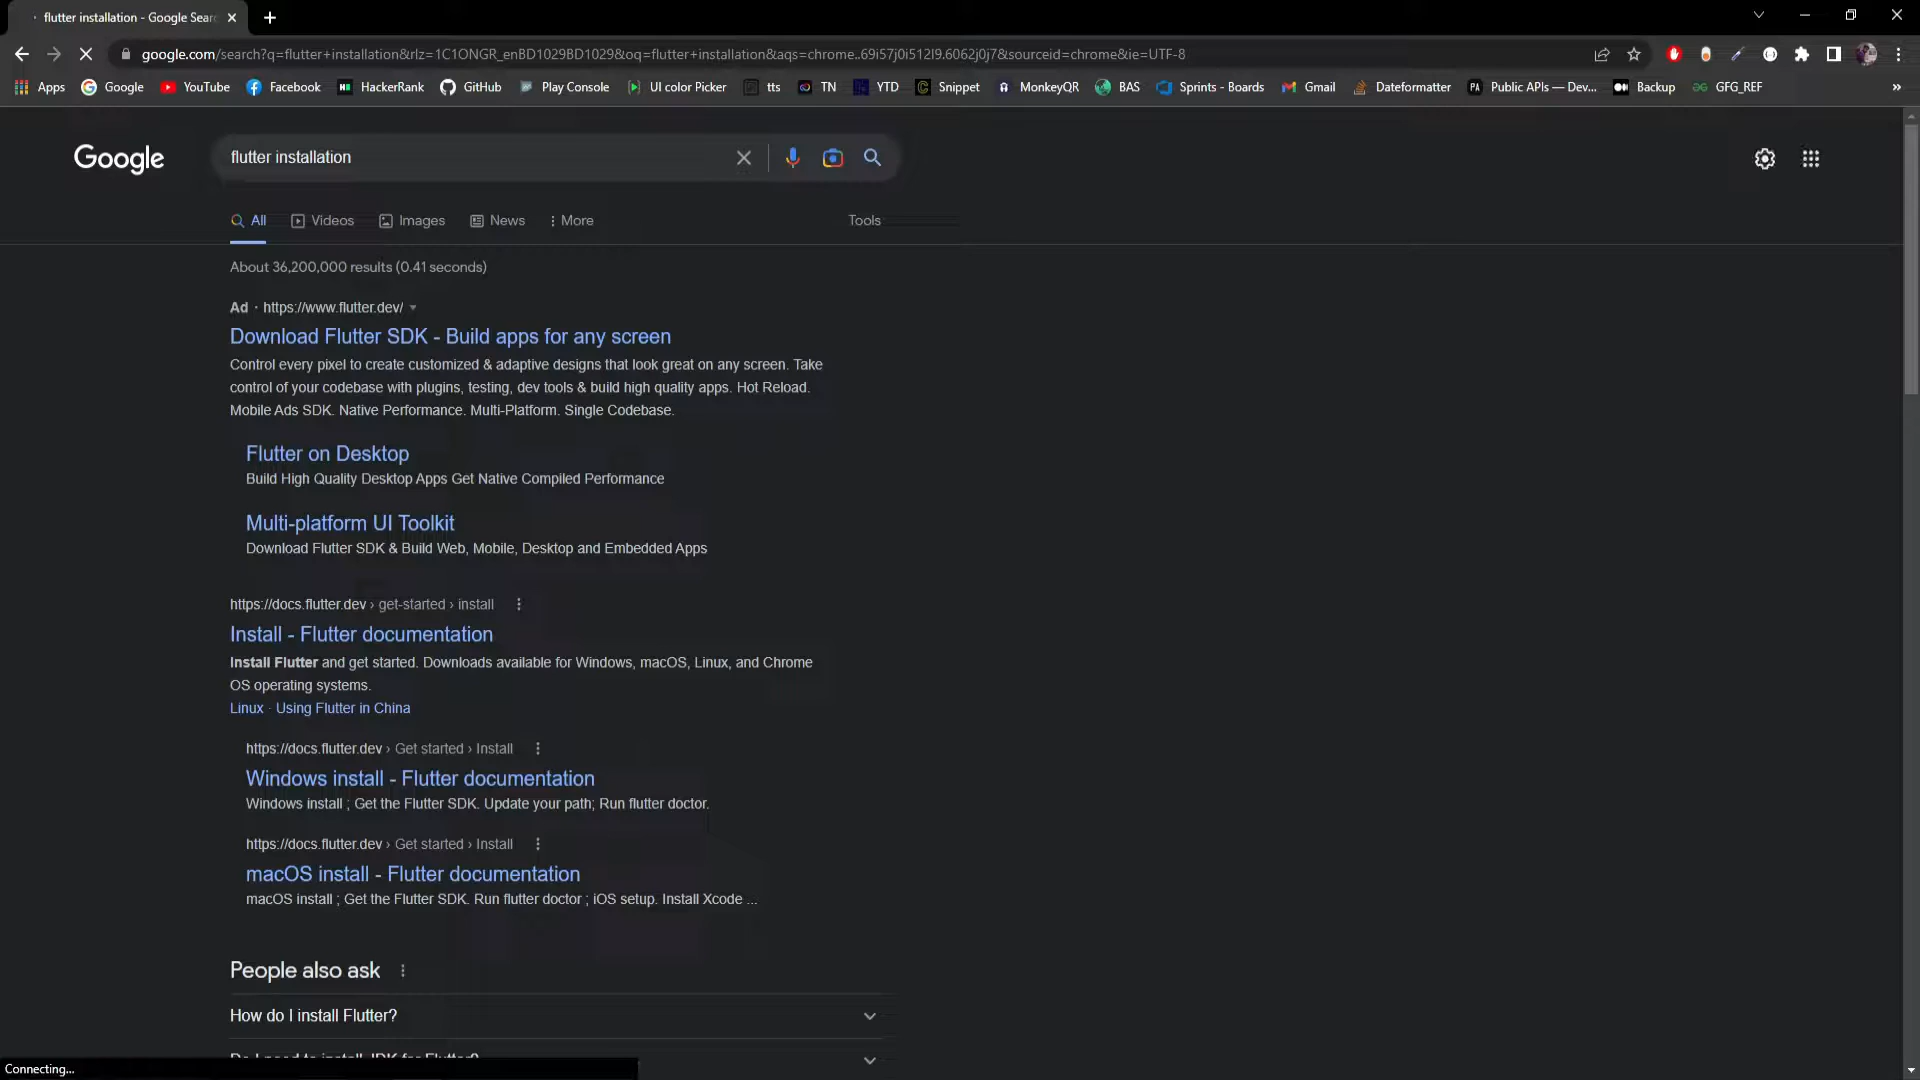 flutter installation - Google Sear
google.com/search?q=flutter+installation&rlz=1C1ONGR_enBD1029BD1029&oq=flutter+installation&aqs=chrome..69i57j0i512l9.6062j0j7&sourceid=chrome&ie=UTF-8
Apps Google YouTube Facebook HackerRank GitHub Play Console UI color Picker tts TN YTD Snippet MonkeyQR BAS Sprints - Boards Gmail Dateformatter Public APIs — Dev... Backup GFG_REF »
Google
flutter installation
All Videos Images News More Tools
About 36,200,000 results (0.41 seconds)
Ad · https://www.flutter.dev/
Download Flutter SDK - Build apps for any screen
Control every pixel to create customized & adaptive designs that look great on any screen. Take
control of your codebase with plugins, testing, dev tools & build high quality apps. Hot Reload.
Mobile Ads SDK. Native Performance. Multi-Platform. Single Codebase.
Flutter on Desktop
Build High Quality Desktop Apps Get Native Compiled Performance
Multi-platform UI Toolkit
Download Flutter SDK & Build Web, Mobile, Desktop and Embedded Apps
https://docs.flutter.dev › get-started › install
Install - Flutter documentation
Install Flutter and get started. Downloads available for Windows, macOS, Linux, and Chrome
OS operating systems.
Linux · Using Flutter in China
https://docs.flutter.dev › Get started › Install
Windows install - Flutter documentation
Windows install ; Get the Flutter SDK. Update your path; Run flutter doctor.
https://docs.flutter.dev › Get started › Install
macOS install - Flutter documentation
macOS install ; Get the Flutter SDK. Run flutter doctor ; iOS setup. Install Xcode ...
People also ask
How do I install Flutter?
Do I need to install JDK for Flutter?
Connecting...